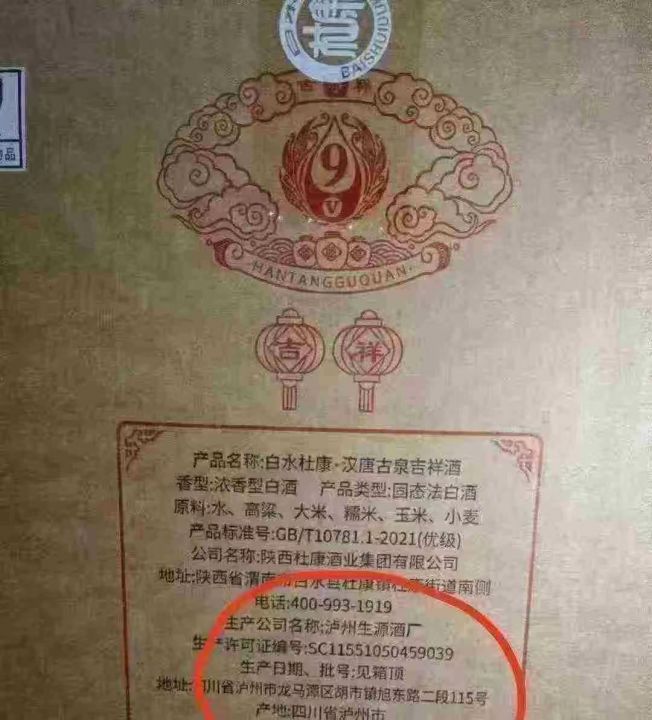 杜康
BAISHUIDU
9
V
HANTANGGUQUAN
吉 祥
产品名称:白水杜康·汉唐古泉吉祥酒
香型:浓香型白酒 产品类型:固态法白酒
原料:水、高粱、大米、糯米、玉米、小麦
产品标准号:GB/T10781.1-2021(优级)
公司名称:陕西杜康酒业集团有限公司
地址:陕西省渭南市白水县杜康镇杜康街道南侧
电话:400-993-1919
生产公司名称:泸州生源酒厂
生产许可证编号:SC11551050459039
生产日期、批号:见箱顶
地址:四川省泸州市龙马潭区胡市镇旭东路二段115号
产地:四川省泸州市